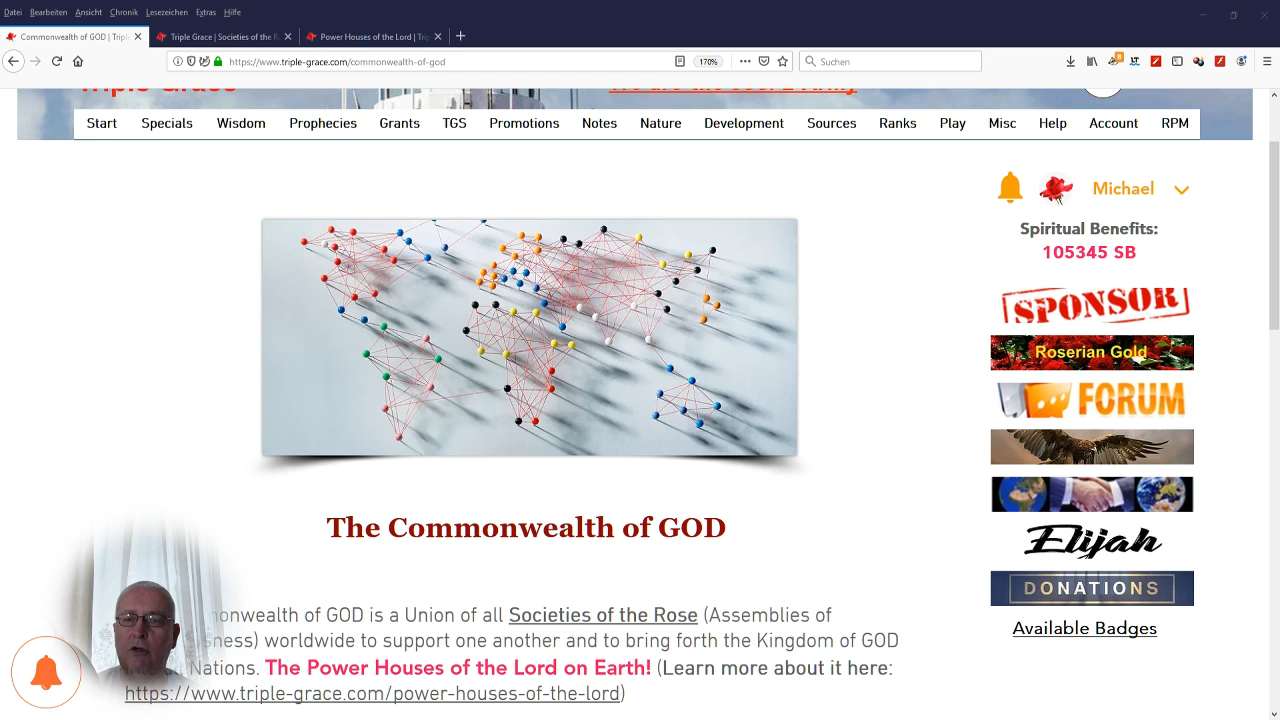 Datei Bearbeiten Ansicht Chronik Lesezeichen Extras Hilfe
Commonwealth of GOD | Triple
Triple Grace | Societies of the R
Power Houses of the Lord | Trip
https://www.triple-grace.com/commonwealth-of-god
170%
Suchen
Triple Grace
Start Specials Wisdom Prophecies Grants TGS Promotions Notes Nature Development Sources Ranks Play Misc Help Account RPM
Michael
Spiritual Benefits:
105345 SB
SPONSOR
Roserian Gold
FORUM
Elijah
DONATIONS
Available Badges
The Commonwealth of GOD
onwealth of GOD is a Union of all Societies of the Rose (Assemblies of
sness) worldwide to support one another and to bring forth the Kingdom of GOD
Nations. The Power Houses of the Lord on Earth! (Learn more about it here:
https://www.triple-grace.com/power-houses-of-the-lord)